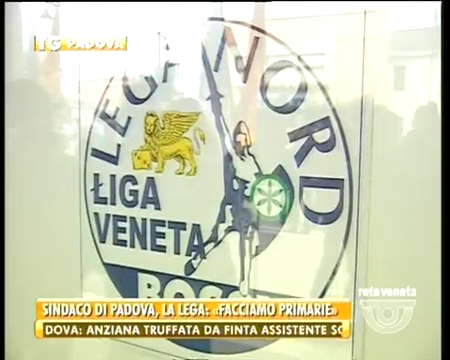 TG PADOVA
LEGA NORD
ŁIGA
VENETA
BOSSI
rete veneta
SINDACO DI PADOVA, LA LEGA: «FACCIAMO PRIMARIE»
DOVA: ANZIANA TRUFFATA DA FINTA ASSISTENTE SO